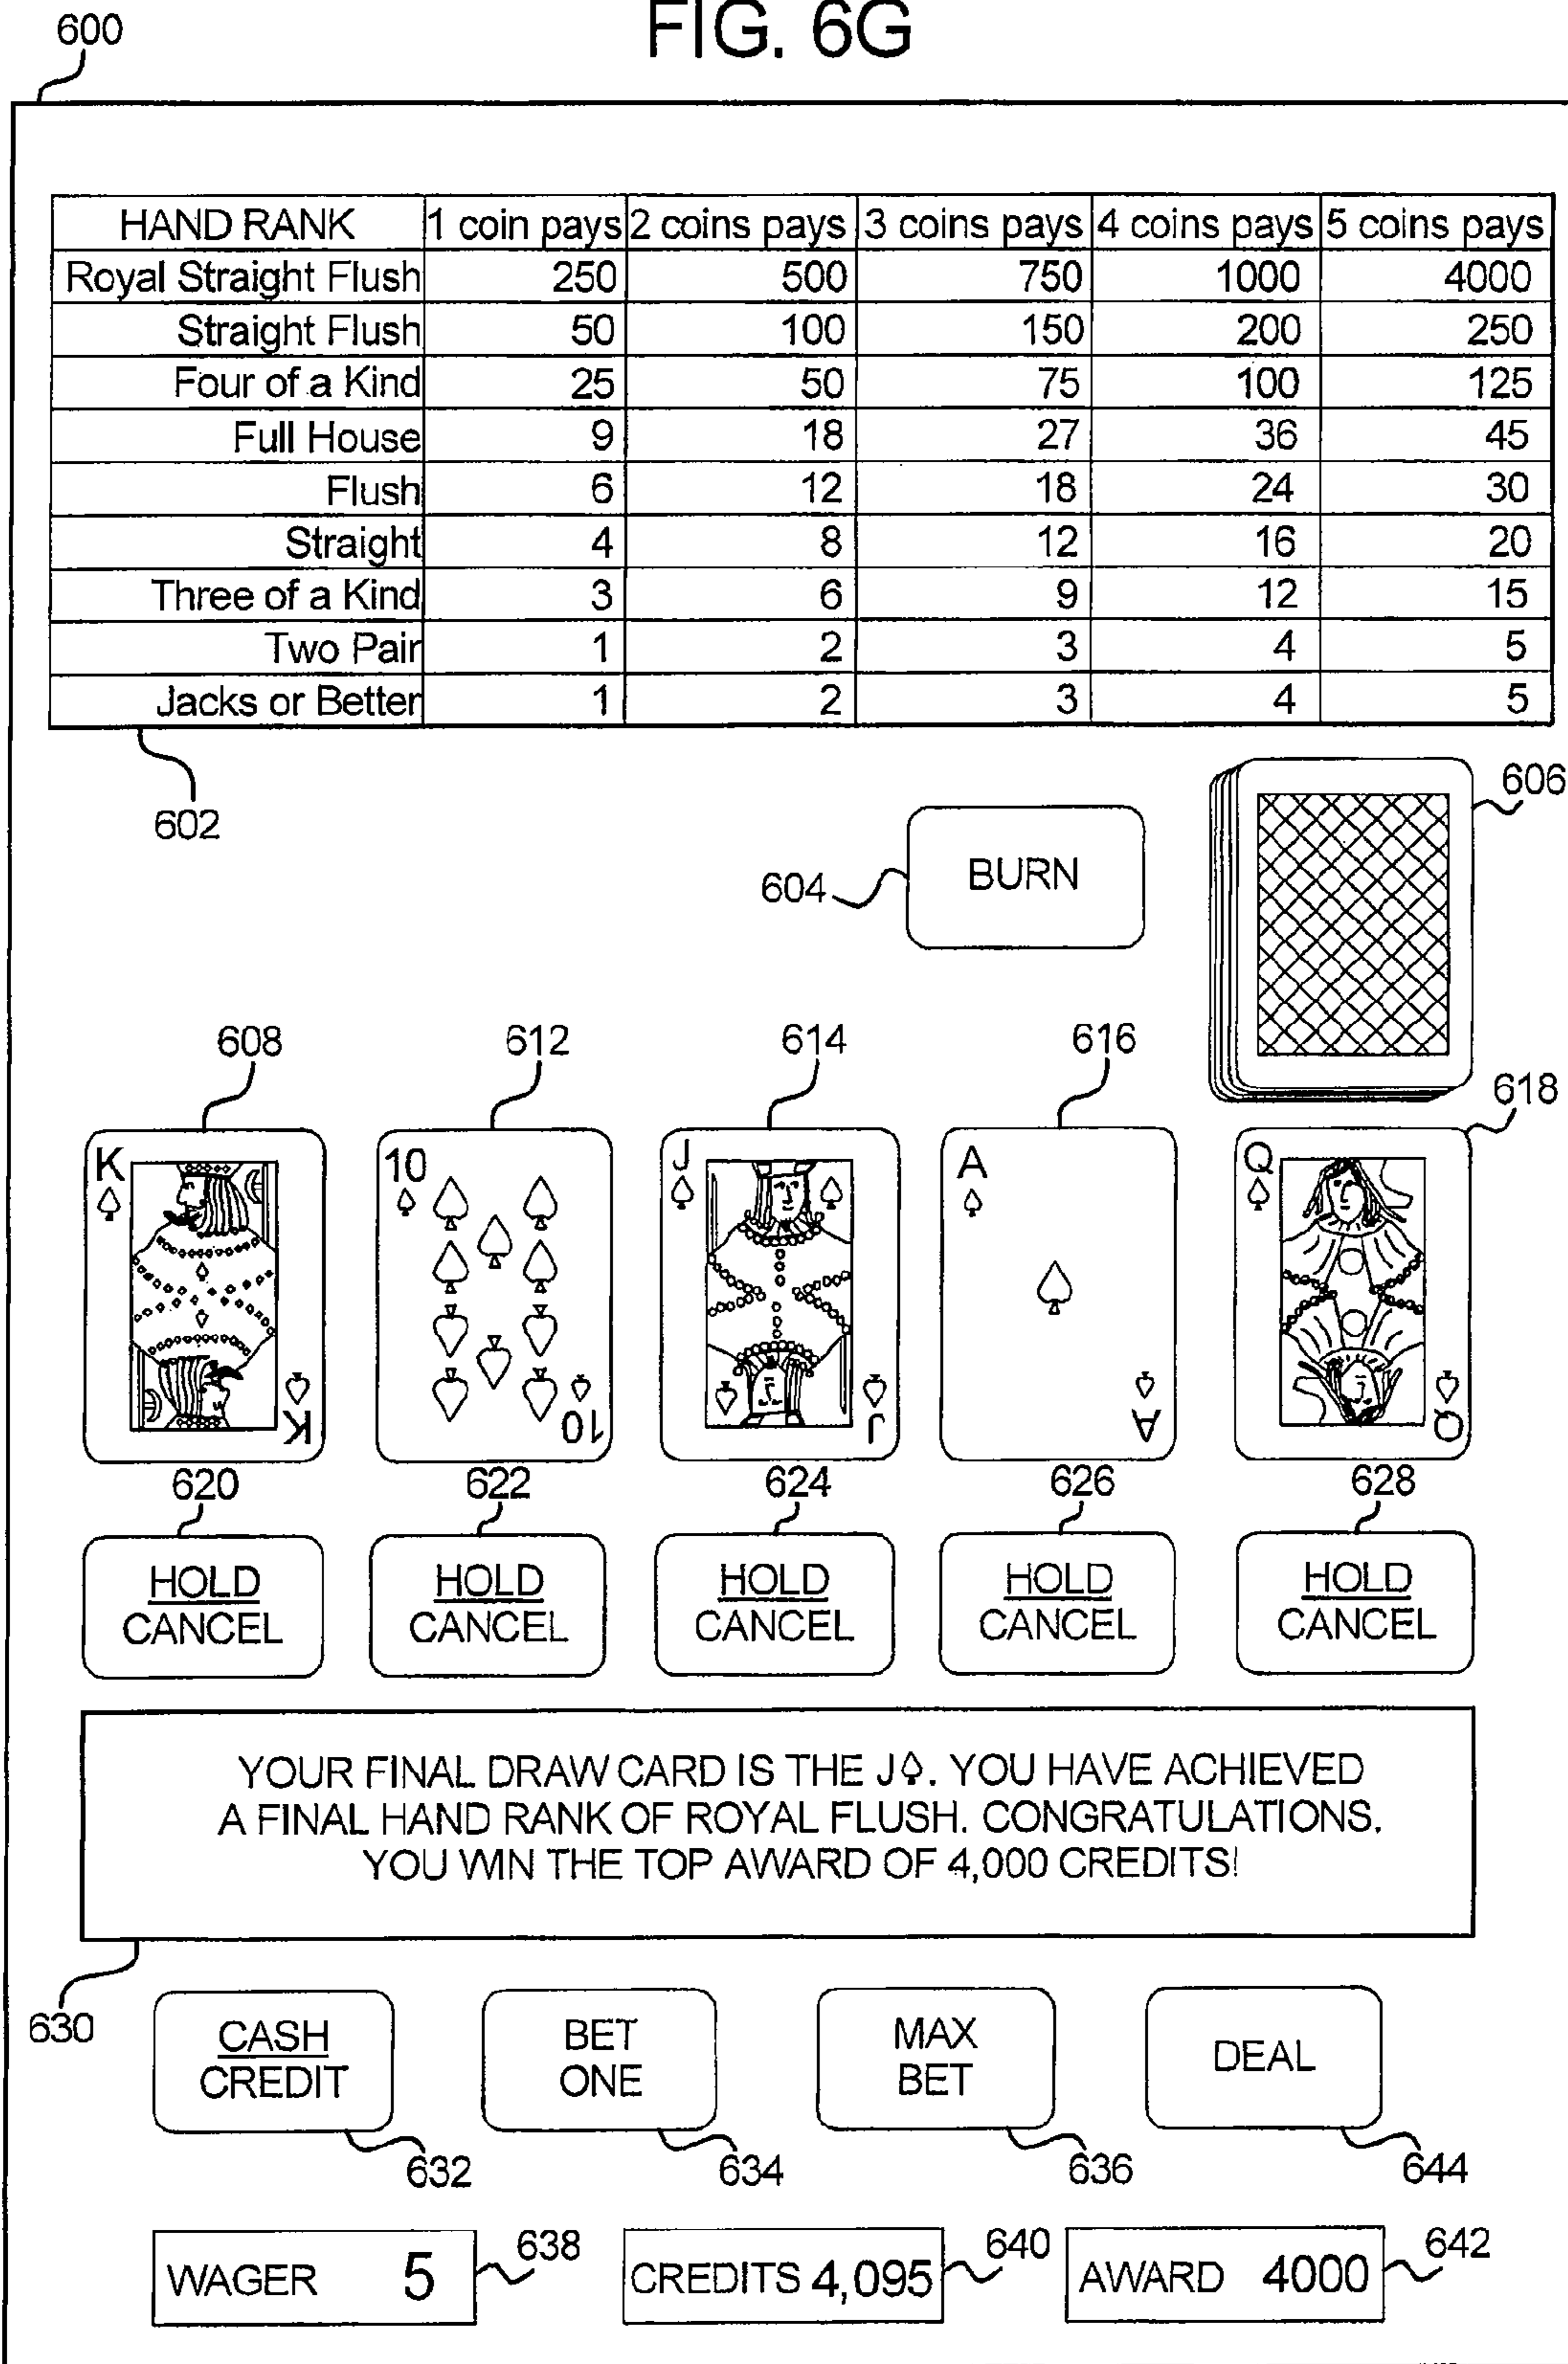 FIG. 6G
600
HAND RANK 1 coin pays 2 coins pays 3 coins pays 4 coins pays 5 coins pays
Royal Straight Flush 250 500 750 1000 4000
Straight Flush 50 100 150 200 250
Four of a Kind 25 50 75 100 125
Full House 9 18 27 36 45
Flush 6 12 18 24 30
Straight 4 8 12 16 20
Three of a Kind 3 6 9 12 15
Two Pair 1 2 3 4 5
Jacks or Better 1 2 3 4 5
602
606
604
BURN
608 612 614 616
618
K 10 J A Q
K 10 J A Q
620 622 624 626 628
HOLD HOLD HOLD HOLD HOLD
CANCEL CANCEL CANCEL CANCEL CANCEL
YOUR FINAL DRAW CARD IS THE J♤. YOU HAVE ACHIEVED
A FINAL HAND RANK OF ROYAL FLUSH. CONGRATULATIONS.
YOU WIN THE TOP AWARD OF 4,000 CREDITS!
630
CASH BET MAX DEAL
CREDIT ONE BET
632 634 636 644
WAGER 5 638 CREDITS 4,095 640 AWARD 4000 642